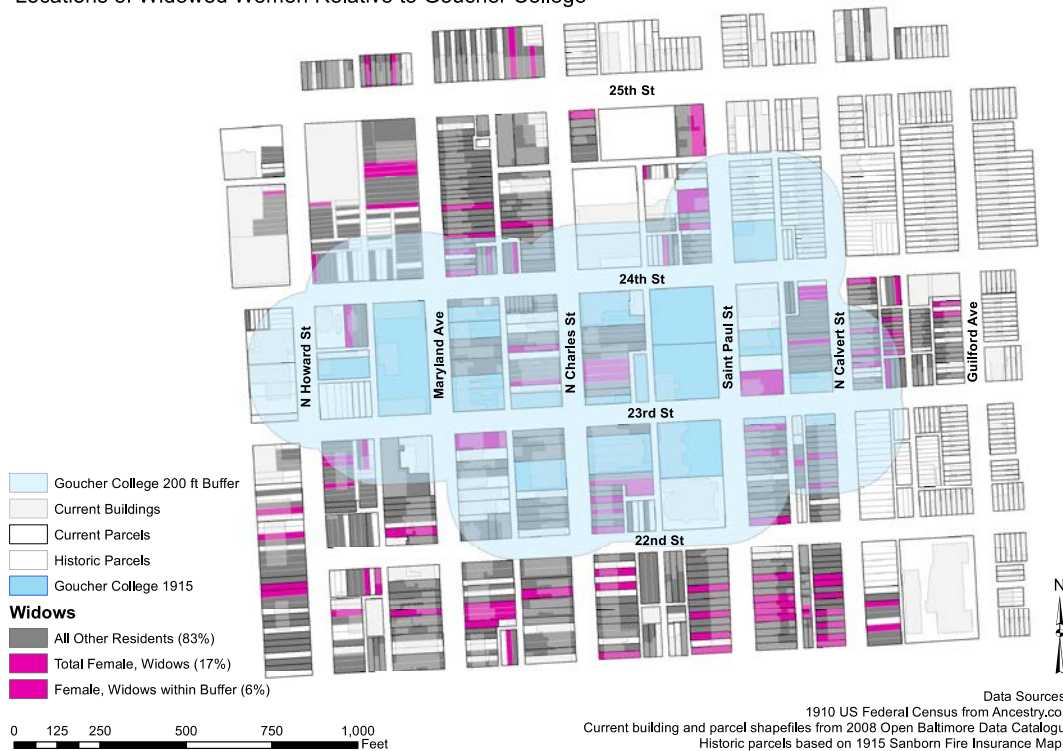 Locations of Widowed Women Relative to Goucher College
25th St
24th St
N Howard St
Maryland Ave
N Charles St
Saint Paul St
N Calvert St
Guilford Ave
23rd St
22nd St
Goucher College 200 ft Buffer
Current Buildings
Current Parcels
Historic Parcels
Goucher College 1915
Widows
All Other Residents (83%)
Total Female, Widows (17%)
Female, Widows within Buffer (6%)
0 125 250 500 750 1,000
Feet
N
Data Sources
1910 US Federal Census from Ancestry.co
Current building and parcel shapefiles from 2008 Open Baltimore Data Catalogu
Historic parcels based on 1915 Sanborn Fire Insurance Map